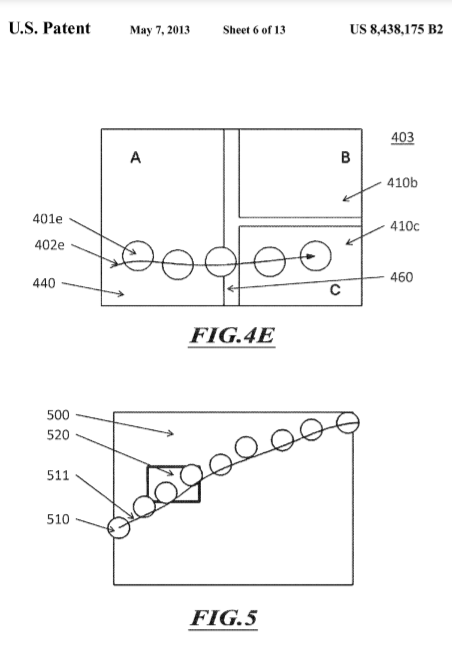 U.S. Patent May 7, 2013 Sheet 6 of 13 US 8,438,175 B2
403
A B
410b
401e 410c
402e
440 460
C
FIG.4E
500
520
511
510
FIG.5